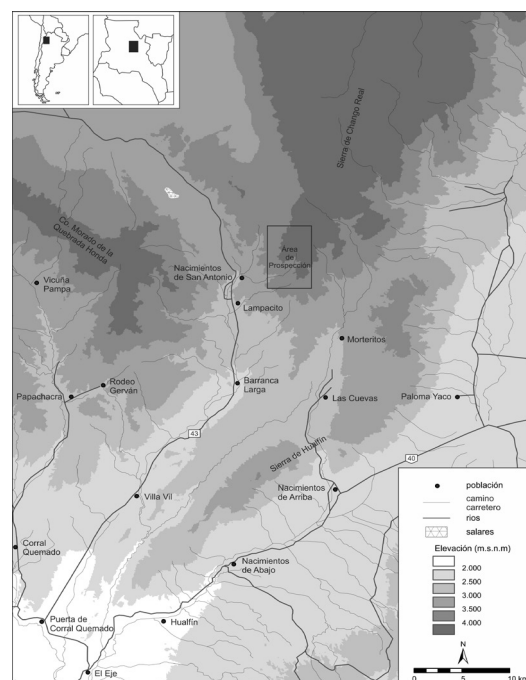 Sierra de Chango Real
Co. Morado de la
Quebrada Honda
Área
de
Prospección
Nacimientos
de San Antonio
Vicuña
Pampa
Lampacito
Morteritos
Rodeo
Gerván
Barranca
Larga
Papachacra
Las Cuevas
Paloma Yaco
43
Sierra de Hualfín
40
Nacimientos
de Arriba
Villa Vil
Corral
Quemado
Nacimientos
de Abajo
Puerta de
Corral Quemado
Hualfín
El Eje
población
camino
carretero
rios
salares
Elevación (m.s.n.m)
2.000
2.500
3.000
3.500
4.000
N
0 5 10 km